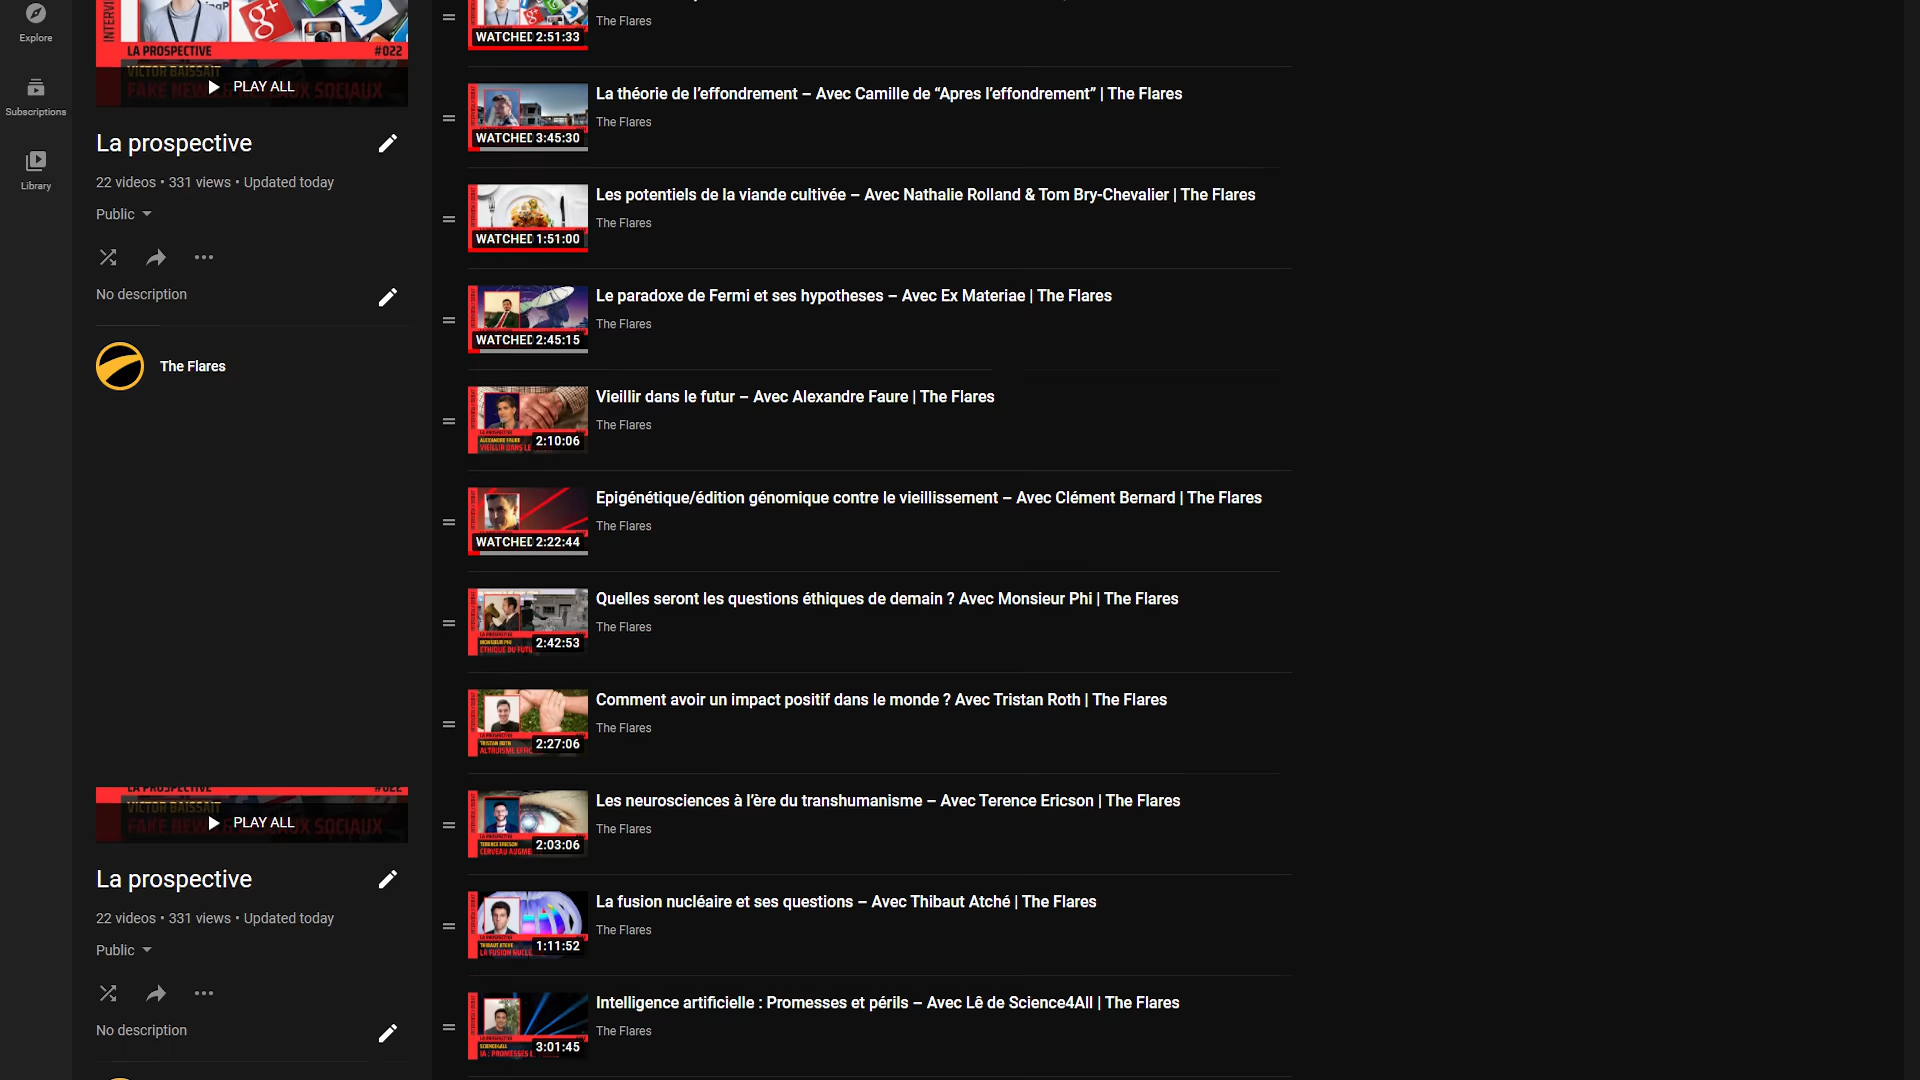 Explore
Subscriptions
Library
LA PROSPECTIVE
#022
VICTOR BAISSAIT
PLAY ALL
La prospective
22 videos • 331 views • Updated today
Public
No description
The Flares
LA PROSPECTIVE
#022
VICTOR BAISSAIT
PLAY ALL
La prospective
22 videos • 331 views • Updated today
Public
No description
The Flares
WATCHED 2:51:33
La théorie de l’effondrement – Avec Camille de “Apres l’effondrement” | The Flares
The Flares
WATCHED 3:45:30
Les potentiels de la viande cultivée – Avec Nathalie Rolland & Tom Bry-Chevalier | The Flares
The Flares
WATCHED 1:51:00
Le paradoxe de Fermi et ses hypotheses – Avec Ex Materiae | The Flares
The Flares
WATCHED 2:45:15
Vieillir dans le futur – Avec Alexandre Faure | The Flares
The Flares
2:10:06
Epigénétique/édition génomique contre le vieillissement – Avec Clément Bernard | The Flares
The Flares
WATCHED 2:22:44
Quelles seront les questions éthiques de demain ? Avec Monsieur Phi | The Flares
The Flares
2:42:53
Comment avoir un impact positif dans le monde ? Avec Tristan Roth | The Flares
The Flares
2:27:06
Les neurosciences à l’ère du transhumanisme – Avec Terence Ericson | The Flares
The Flares
2:03:06
La fusion nucléaire et ses questions – Avec Thibaut Atché | The Flares
The Flares
1:11:52
Intelligence artificielle : Promesses et périls – Avec Lê de Science4All | The Flares
The Flares
3:01:45